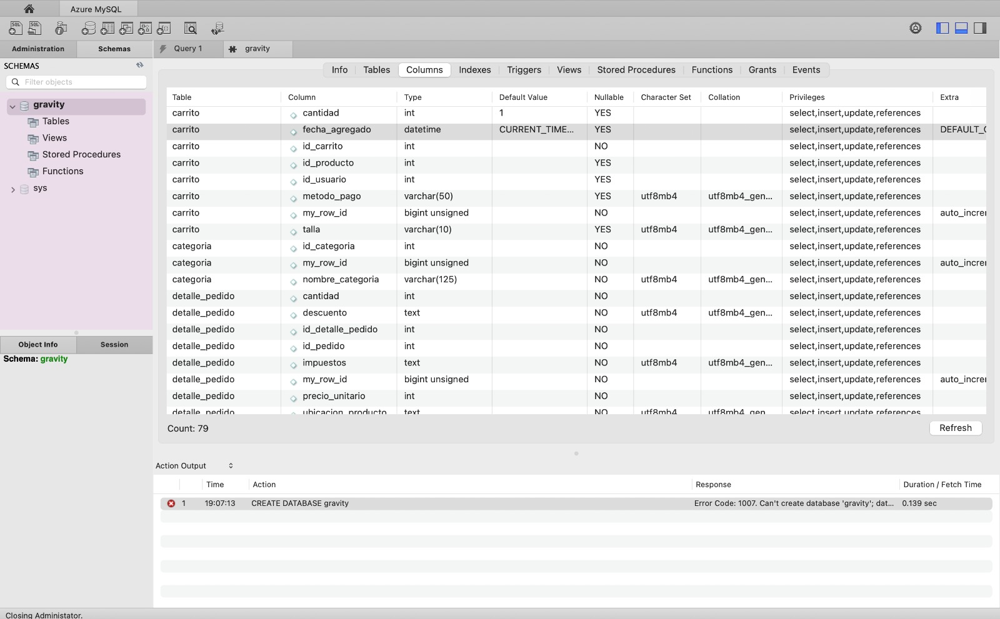 Azure MySQL
SQL SQL
Administration Schemas Query 1 gravity
SCHEMAS
Filter objects
gravity
Tables
Views
Stored Procedures
Functions
sys
Object Info Session
Schema: gravity
Info Tables Columns Indexes Triggers Views Stored Procedures Functions Grants Events
Table Column Type Default Value Nullable Character Set Collation Privileges Extra
carrito cantidad int 1 YES select,insert,update,references
carrito fecha_agregado datetime CURRENT_TIME... YES select,insert,update,references DEFAULT_
carrito id_carrito int NO select,insert,update,references
carrito id_producto int YES select,insert,update,references
carrito id_usuario int YES select,insert,update,references
carrito metodo_pago varchar(50) YES utf8mb4 utf8mb4_gen... select,insert,update,references
carrito my_row_id bigint unsigned NO select,insert,update,references auto_incre
carrito talla varchar(10) YES utf8mb4 utf8mb4_gen... select,insert,update,references
categoria id_categoria int NO select,insert,update,references
categoria my_row_id bigint unsigned NO select,insert,update,references auto_incre
categoria nombre_categoria varchar(125) NO utf8mb4 utf8mb4_gen... select,insert,update,references
detalle_pedido cantidad int NO select,insert,update,references
detalle_pedido descuento text NO utf8mb4 utf8mb4_gen... select,insert,update,references
detalle_pedido id_detalle_pedido int NO select,insert,update,references
detalle_pedido id_pedido int NO select,insert,update,references
detalle_pedido impuestos text NO utf8mb4 utf8mb4_gen... select,insert,update,references
detalle_pedido my_row_id bigint unsigned NO select,insert,update,references auto_incre
detalle_pedido precio_unitario int NO select,insert,update,references
detalle_pedido ubicacion_producto text NO utf8mb4 utf8mb4_gen... select,insert,update,references
Count: 79 Refresh
Action Output
Time Action Response Duration / Fetch Time
1 19:07:13 CREATE DATABASE gravity Error Code: 1007. Can't create database 'gravity'; dat... 0.139 sec
Closing Administator.